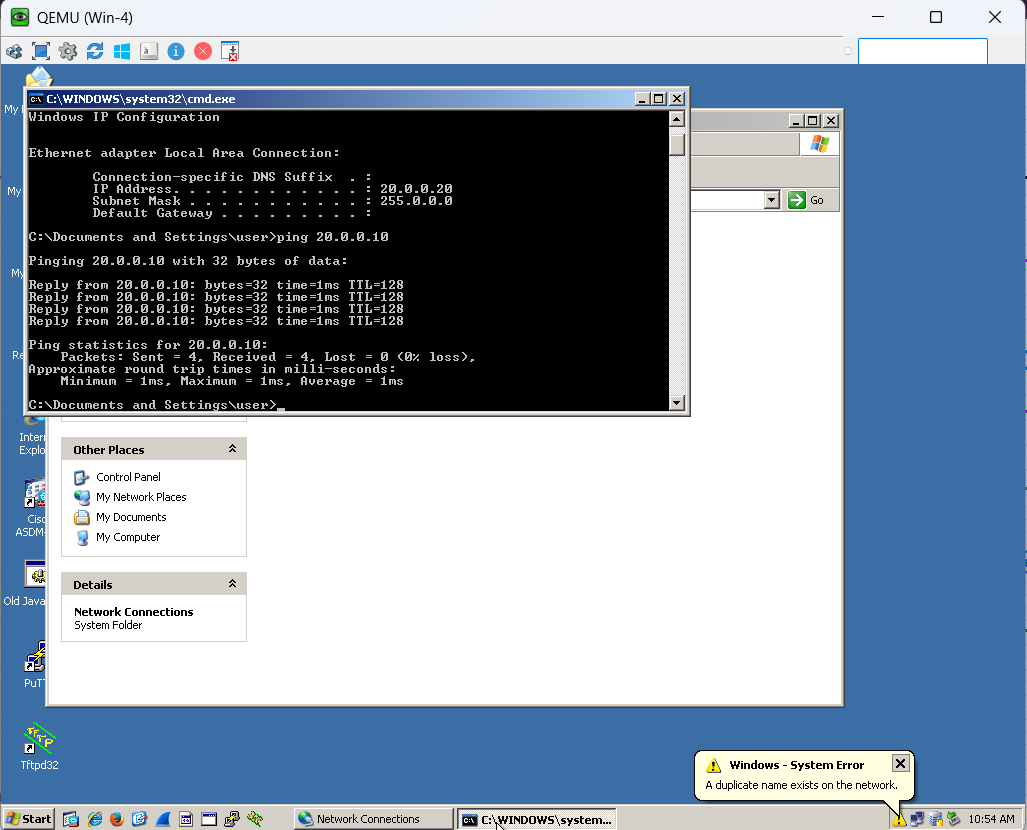 QEMU (Win-4)
C:\WINDOWS\system32\cmd.exe
Windows IP Configuration
Ethernet adapter Local Area Connection:
Connection-specific DNS Suffix  . :
IP Address. . . . . . . . . . . . : 20.0.0.20
Subnet Mask . . . . . . . . . . . : 255.0.0.0
Default Gateway . . . . . . . . . :
C:\Documents and Settings\user>ping 20.0.0.10
Pinging 20.0.0.10 with 32 bytes of data:
Reply from 20.0.0.10: bytes=32 time=1ms TTL=128
Reply from 20.0.0.10: bytes=32 time=1ms TTL=128
Reply from 20.0.0.10: bytes=32 time=1ms TTL=128
Reply from 20.0.0.10: bytes=32 time=1ms TTL=128
Ping statistics for 20.0.0.10:
Packets: Sent = 4, Received = 4, Lost = 0 (0% loss),
Approximate round trip times in milli-seconds:
Minimum = 1ms, Maximum = 1ms, Average = 1ms
C:\Documents and Settings\user>_
Go
My
My
My
Re
Inter
Explo
Cisc
ASDM-
Old Java
PuTT
TFTP
Tftpd32
Other Places
Control Panel
My Network Places
My Documents
My Computer
Details
Network Connections
System Folder
Windows - System Error
A duplicate name exists on the network.
Start
Network Connections
C:\WINDOWS\system...
10:54 AM